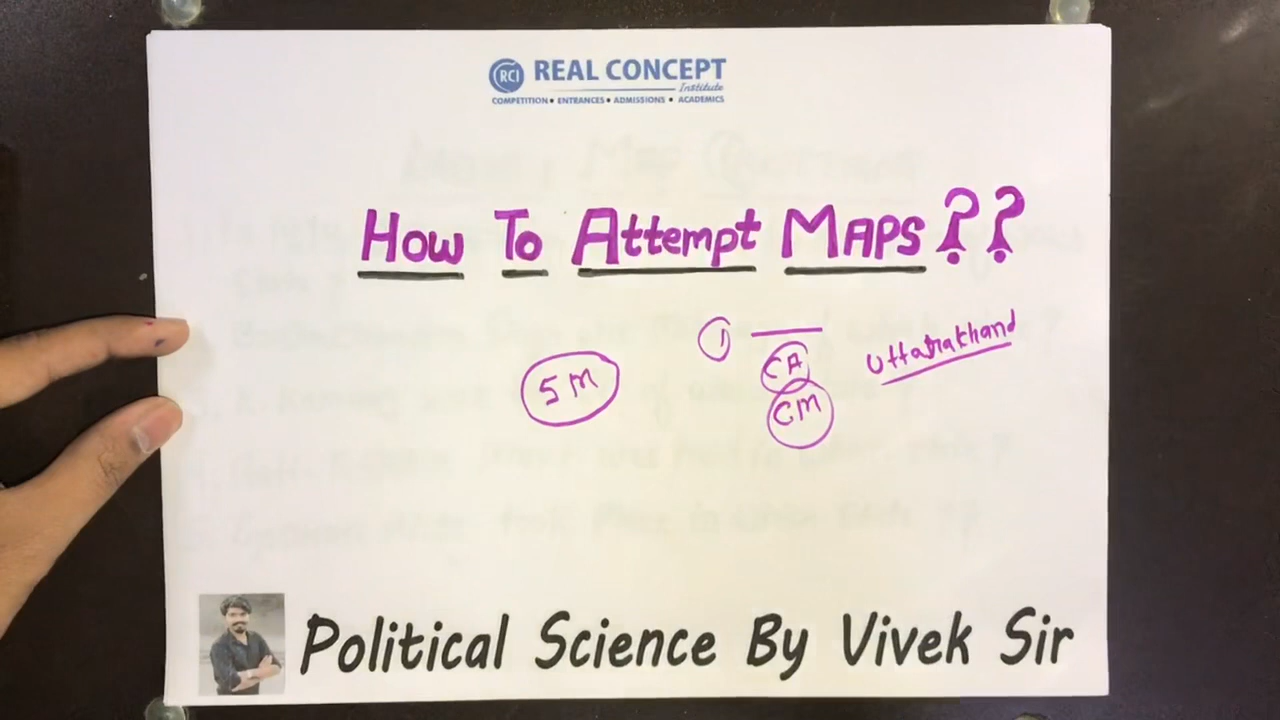 RCI REAL CONCEPT
Institute
COMPETITION • ENTRANCES • ADMISSIONS • ACADEMICS
How To Attempt MAPS??
1
CA
CM
5 M
Uttarakhand
Political Science By Vivek Sir